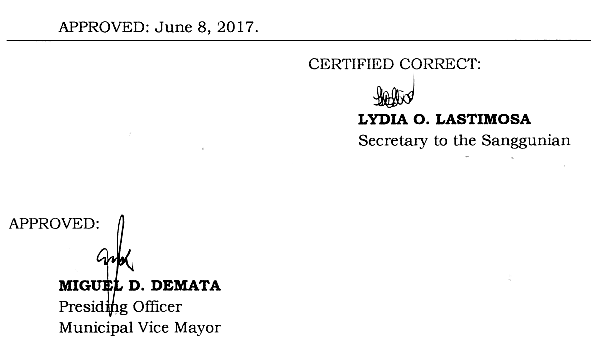 APPROVED: June 8, 2017.
CERTIFIED CORRECT:
LYDIA O. LASTIMOSA
Secretary to the Sanggunian
APPROVED:
MIGUEL D. DEMATA
Presiding Officer
Municipal Vice Mayor